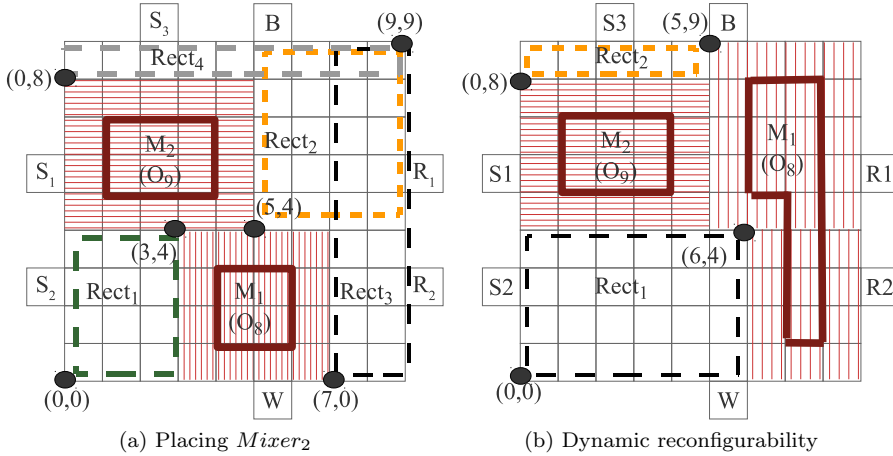 S₃ B (9,9)
Rect₄
(0,8)
M₂
(O₉)
Rect₂
S₁ R₁
(5,4)
(3,4)
S₂ Rect₁ M₁
(O₈)
Rect₃ R₂
(0,0) W (7,0)
(a) Placing Mixer₂
S3 (5,9) B
Rect₂
(0,8)
M₂
(O₉)
M₁
(O₈)
S1 R1
(6,4)
S2 Rect₁ R2
(0,0) W
(b) Dynamic reconfigurability